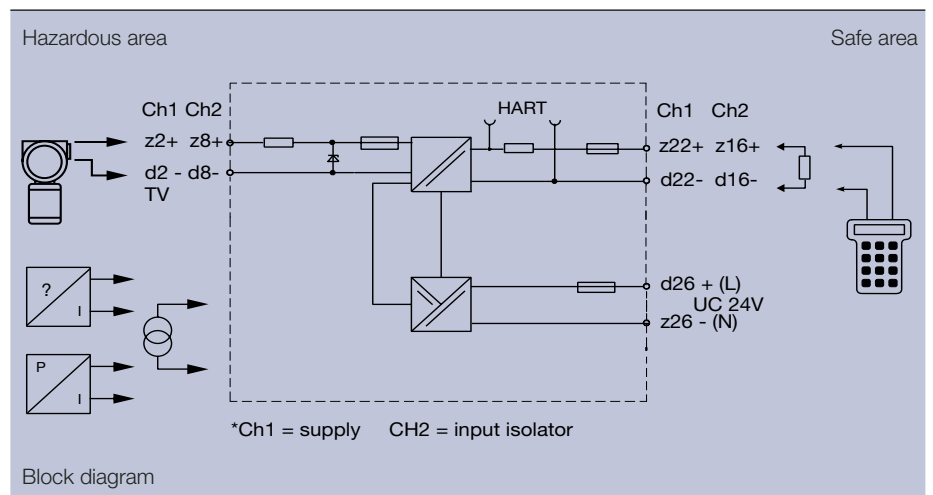 Hazardous area
Safe area
HART
Ch1 Ch2
Ch1 Ch2
z2+ z8+
z22+ z16+
d2 - d8-
d22- d16-
TV
d26 + (L)
UC 24V
z26 - (N)
?
I
P
I
*Ch1 = supply CH2 = input isolator
Block diagram